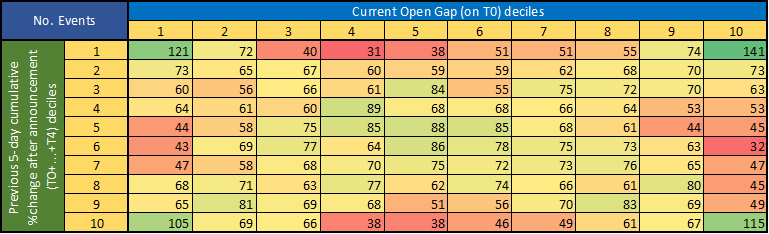 No. Events Current Open Gap (on T0) deciles
1 2 3 4 5 6 7 8 9 10
Previous 5-day cumulative
%change after announcement
(T0+…+T4) deciles
1 121 72 40 31 38 51 51 55 74 141
2 73 65 67 60 59 59 62 68 70 73
3 60 56 66 61 84 55 75 72 70 63
4 64 61 60 89 68 68 66 64 53 53
5 44 58 75 85 88 85 68 61 44 45
6 43 69 77 64 86 78 75 73 63 32
7 47 58 68 70 75 72 73 76 65 47
8 68 71 63 77 62 74 66 61 80 45
9 65 81 69 68 51 56 70 83 69 49
10 105 69 66 38 38 46 49 61 67 115